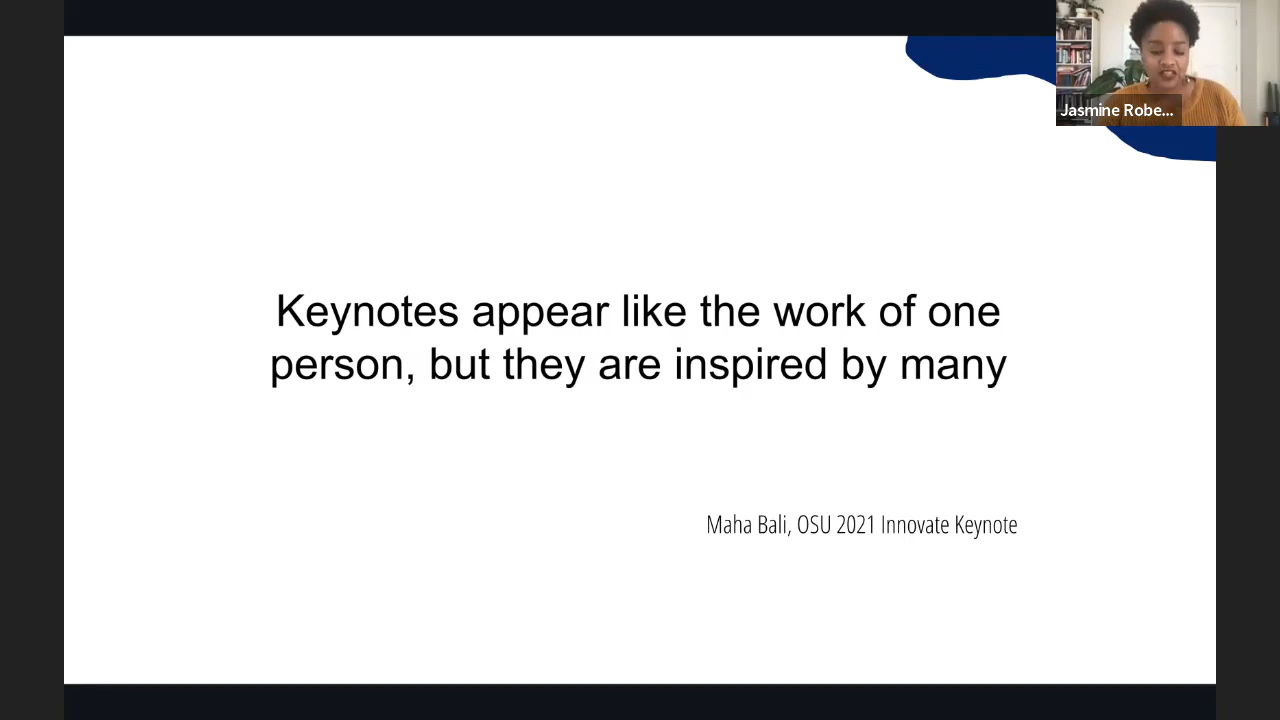 Jasmine Robe...
Keynotes appear like the work of one
person, but they are inspired by many
Maha Bali, OSU 2021 Innovate Keynote